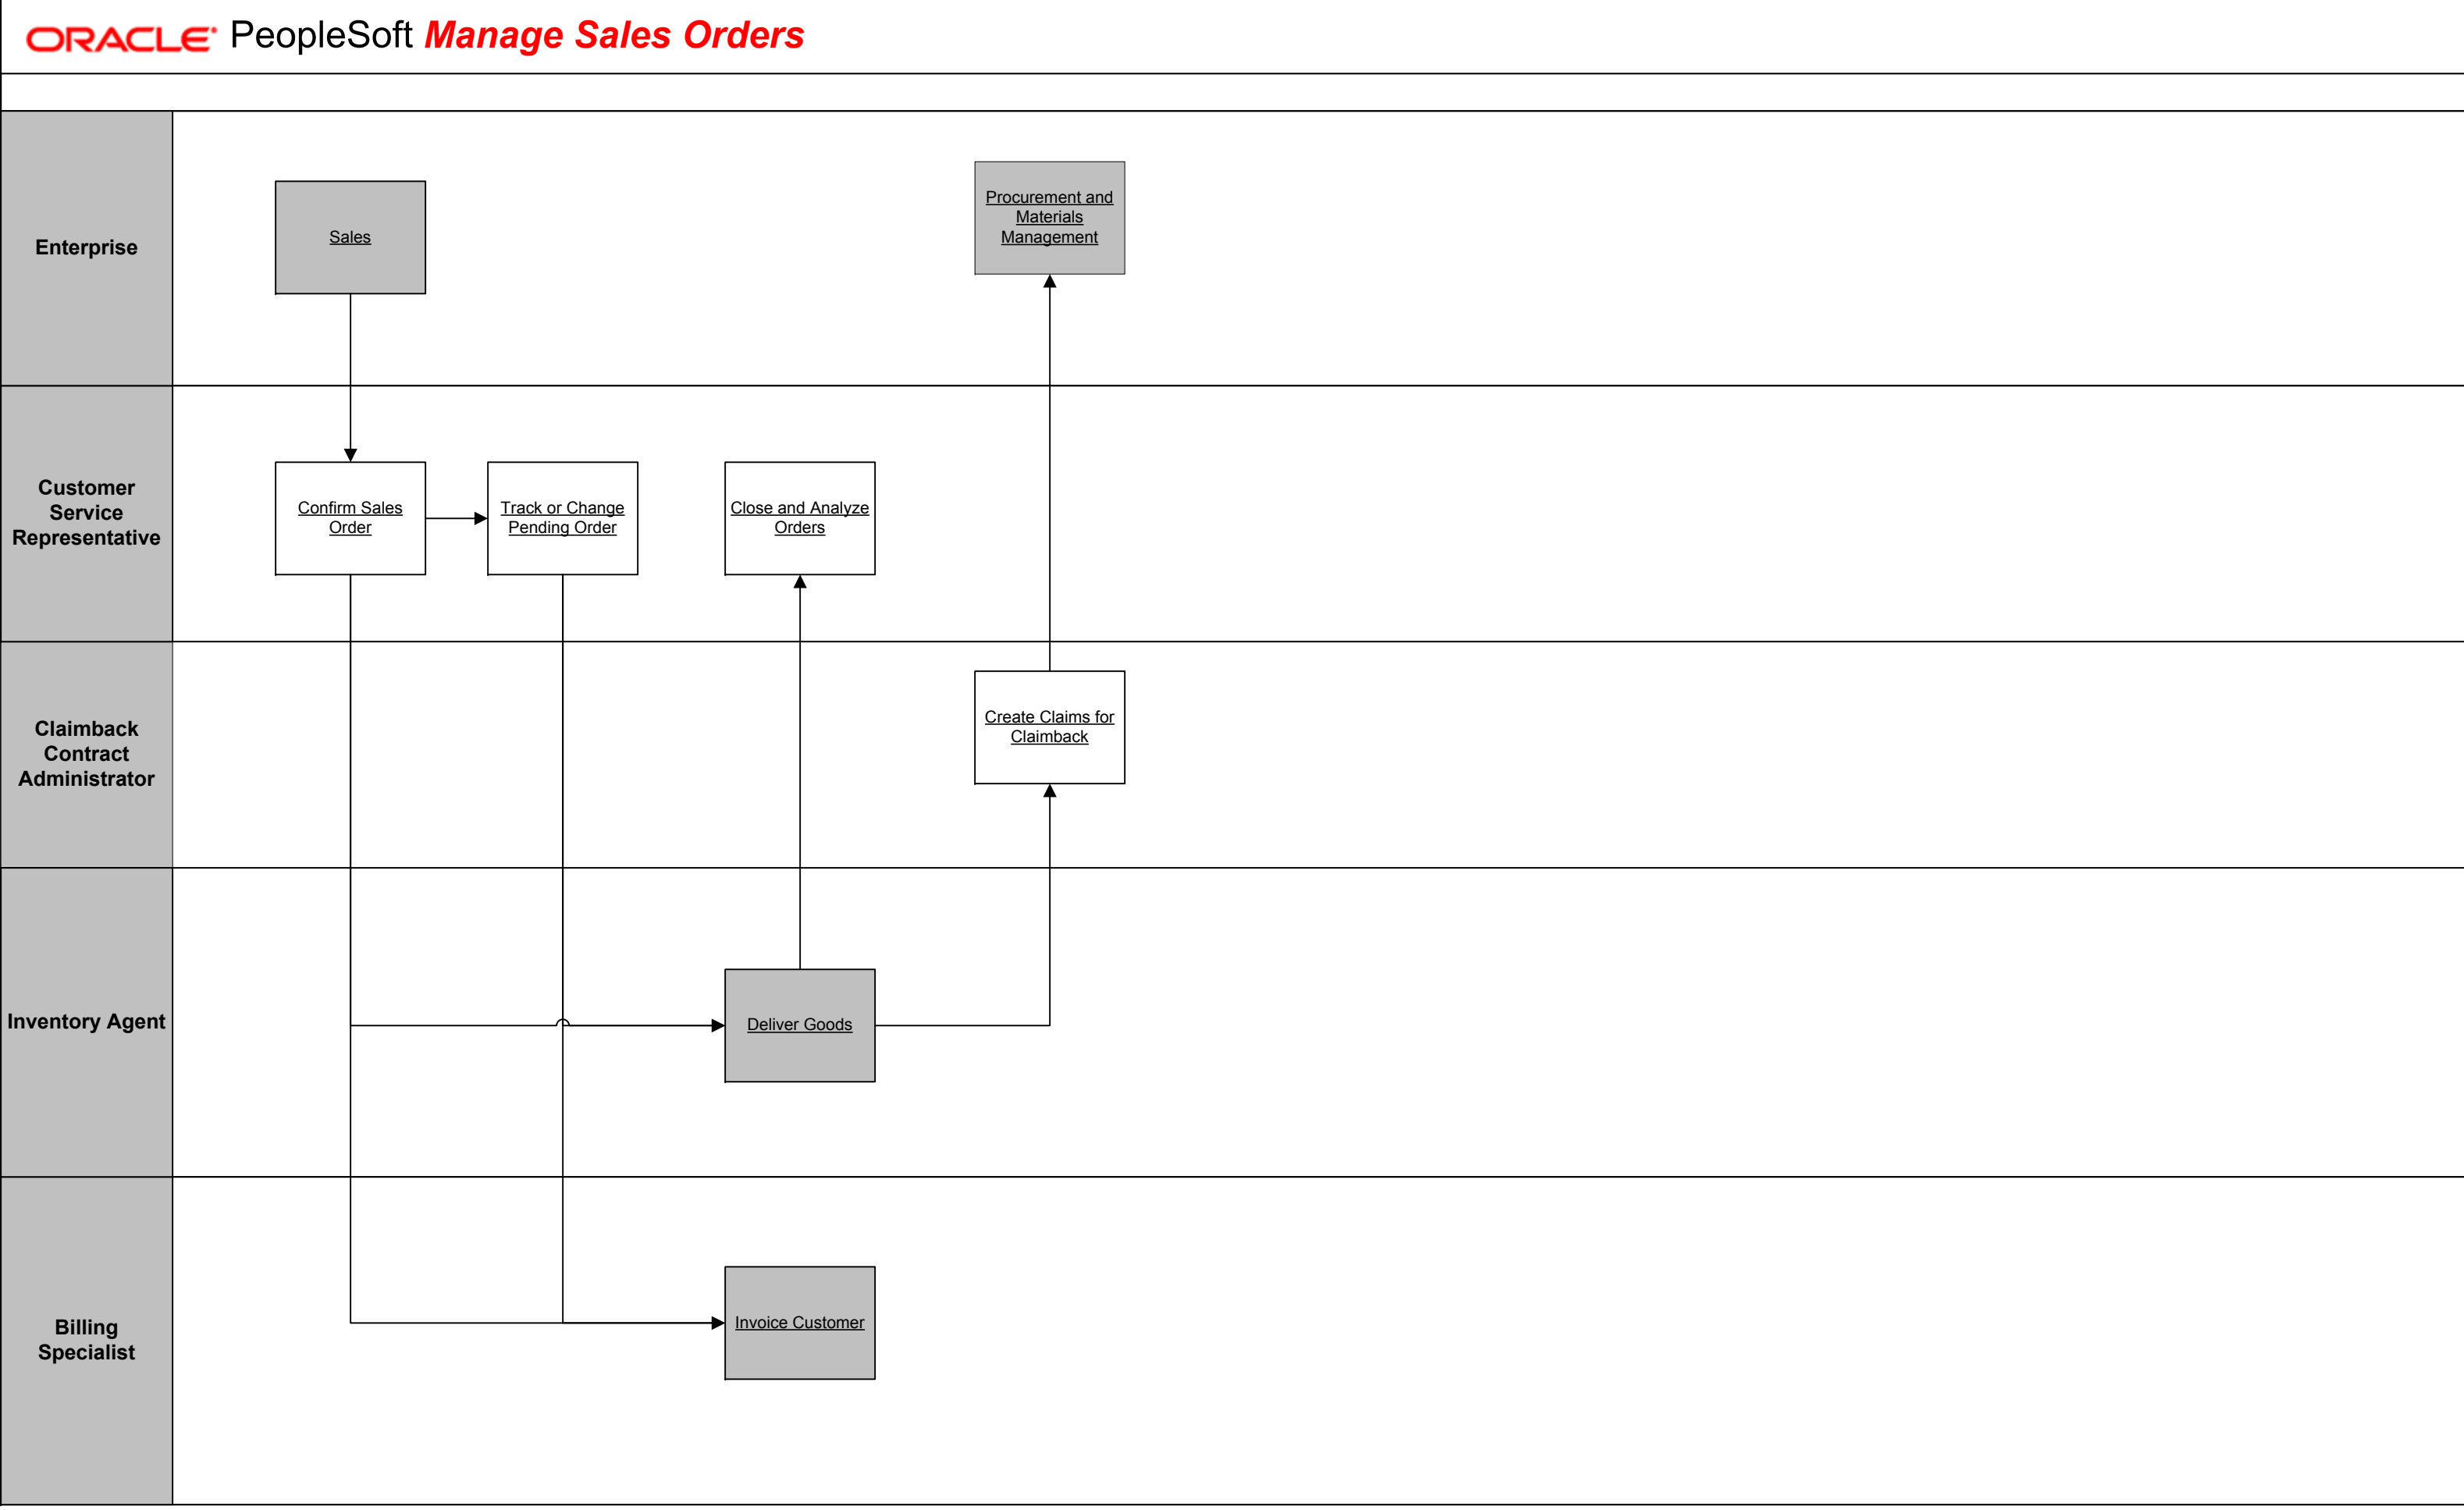 ORACLE PeopleSoft Manage Sales Orders
Enterprise
Sales
Procurement and
Materials
Management
Customer
Service
Representative
Confirm Sales
Order
Track or Change
Pending Order
Close and Analyze
Orders
Claimback
Contract
Administrator
Create Claims for
Claimback
Inventory Agent
Deliver Goods
Billing
Specialist
Invoice Customer